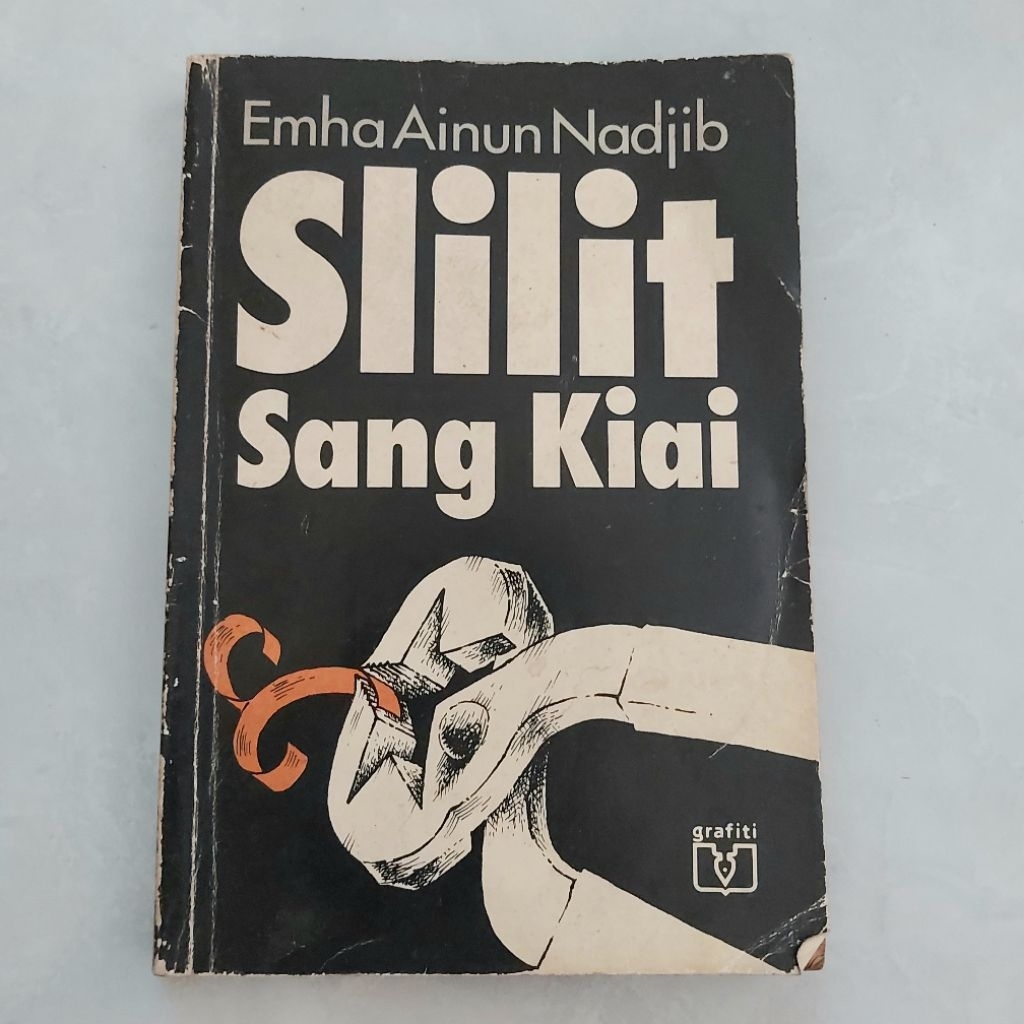 Emha Ainun Nadjib
Slilit
Sang Kiai
grafiti